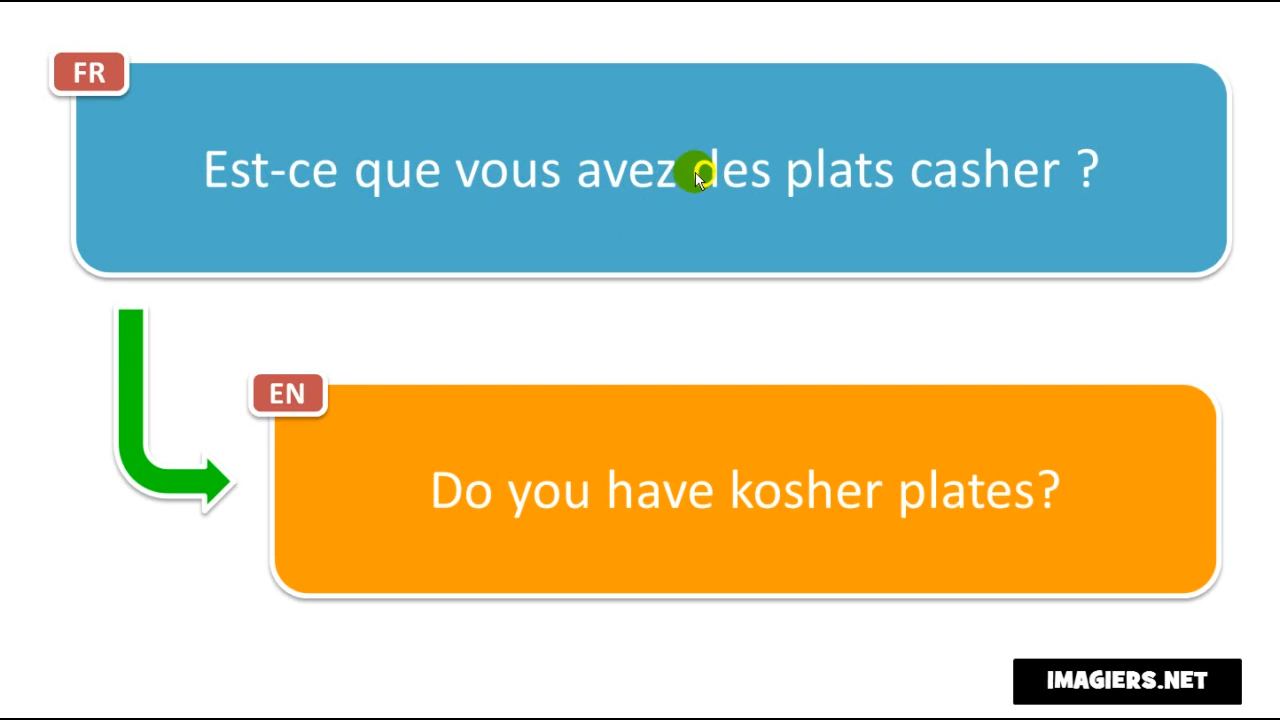 FR
Est-ce que vous avez des plats casher ?
EN
Do you have kosher plates?
IMAGIERS.NET